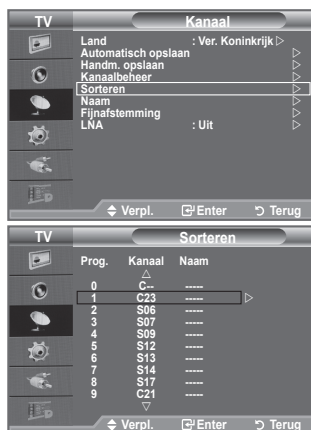 TV Kanaal
Land : Ver. Koninkrijk
Automatisch opslaan
Handm. opslaan
Kanaalbeheer
Sorteren
Naam
Fijnafstemming
LNA : Uit
Verpl. Enter Terug
TV Sorteren
Prog. Kanaal Naam
0 C-- -----
1 C23 -----
2 S06 -----
3 S07 -----
4 S09 -----
5 S12 -----
6 S13 -----
7 S14 -----
8 S17 -----
9 C21 -----
Verpl. Enter Terug